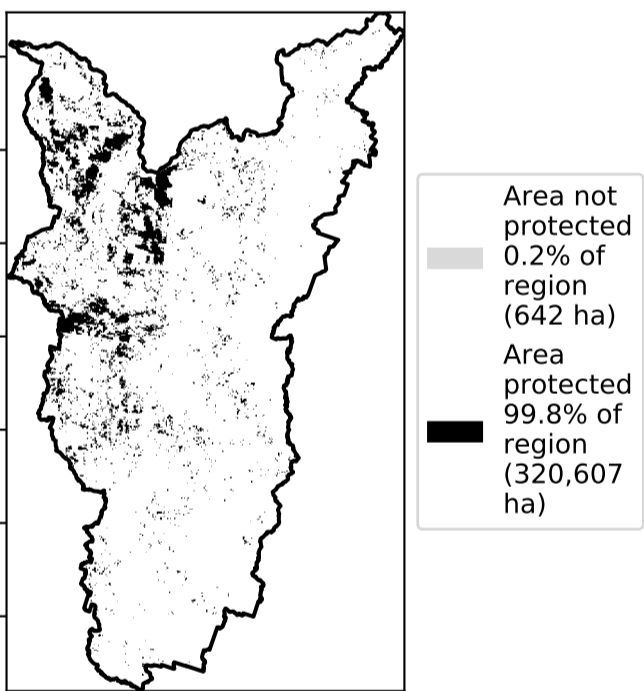 Area not
protected
0.2% of
region
(642 ha)
Area
protected
99.8% of
region
(320,607
ha)